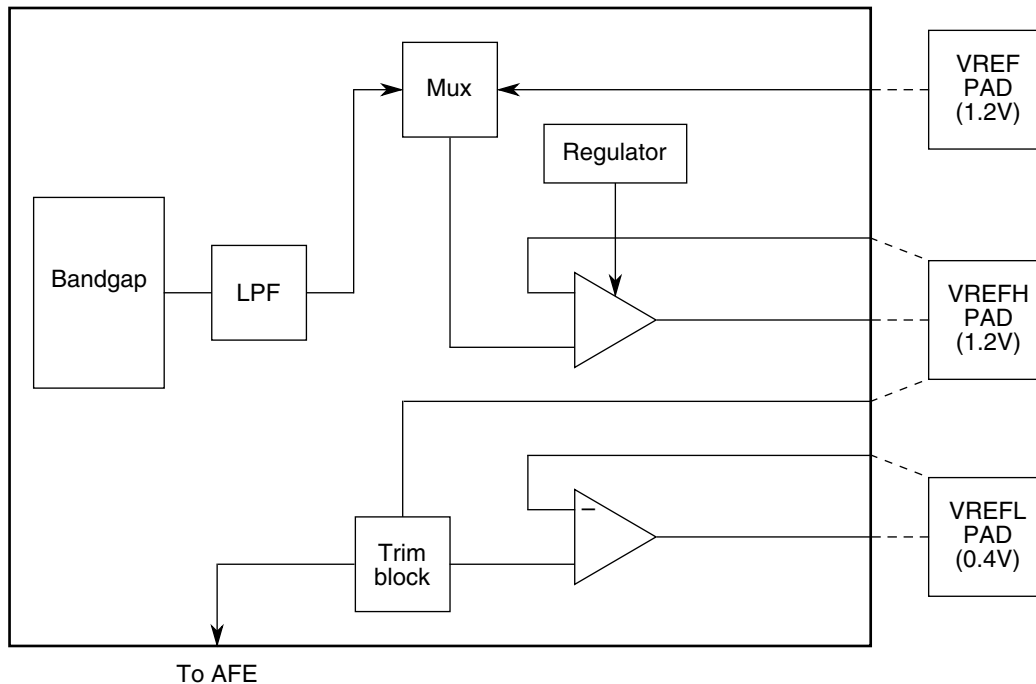 Mux
VREF
PAD
(1.2V)
Regulator
Bandgap
LPF
VREFH
PAD
(1.2V)
–
Trim
block
VREFL
PAD
(0.4V)
To AFE